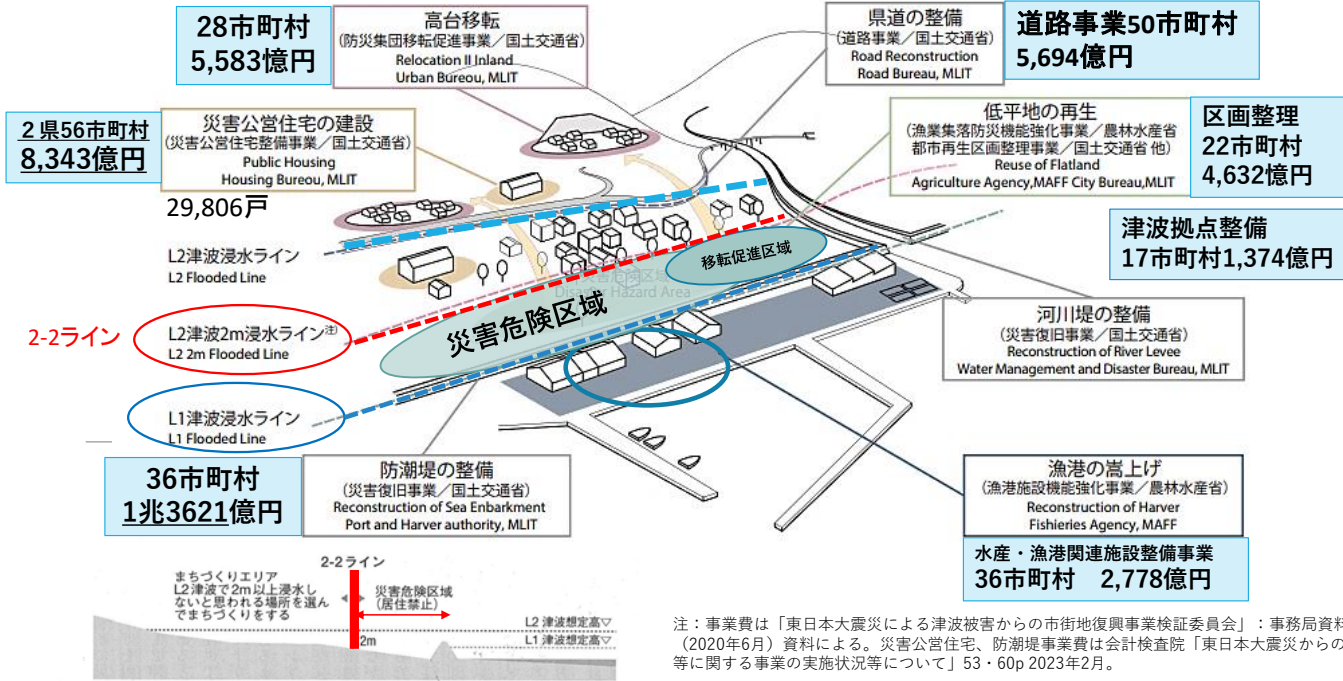 28市町村
5,583億円
高台移転
(防災集団移転促進事業／国土交通省)
Relocation II Inland
Urban Bureou, MLIT
県道の整備
(道路事業／国土交通省)
Road Reconstruction
Road Bureau, MLIT
道路事業50市町村
5,694億円
２県56市町村
8,343億円
災害公営住宅の建設
(災害公営住宅整備事業／国土交通省)
Public Housing
Housing Bureou, MLIT
29,806戸
低平地の再生
(漁業集落防災機能強化事業／農林水産省
都市再生区画整理事業／国土交通省 他)
Reuse of Flatland
Agriculture Agency,MAFF City Bureau,MLIT
区画整理
22市町村
4,632億円
津波拠点整備
17市町村1,374億円
L2津波浸水ライン
L2 Flooded Line
移転促進区域
災害危険区域
Disaster Hazard Area
災害危険区域
2-2ライン
L2津波2m浸水ライン注)
L2 2m Flooded Line
河川堤の整備
(災害復旧事業／国土交通省)
Reconstruction of River Levee
Water Management and Disaster Bureau, MLIT
L1津波浸水ライン
L1 Flooded Line
36市町村
1兆3621億円
防潮堤の整備
(災害復旧事業／国土交通省)
Reconstruction of Sea Enbarkment
Port and Harver authority, MLIT
漁港の嵩上げ
(漁港施設機能強化事業／農林水産省)
Reconstruction of Harver
Fishieries Agency, MAFF
水産・漁港関連施設整備事業
36市町村　2,778億円
2-2ライン
まちづくりエリア
L2津波で2m以上浸水し
ないと思われる場所を選ん
でまちづくりをする
災害危険区域
(居住禁止)
L2 津波想定高▽
L1 津波想定高▽
2m
注：事業費は「東日本大震災による津波被害からの市街地復興事業検証委員会」：事務局資料
（2020年6月）資料による。災害公営住宅、防潮堤事業費は会計検査院「東日本大震災からの
等に関する事業の実施状況等について」53・60p 2023年2月。